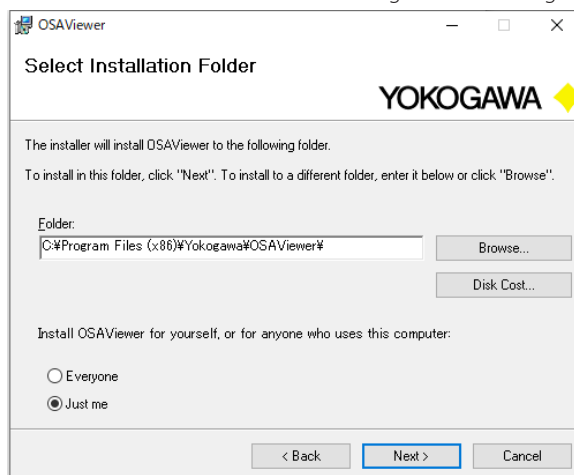 OSAViewer
Select Installation Folder
YOKOGAWA
The installer will install OSAViewer to the following folder.
To install in this folder, click "Next". To install to a different folder, enter it below or click "Browse".
Folder:
C:¥Program Files (x86)¥Yokogawa¥OSAViewer¥
Browse...
Disk Cost...
Install OSAViewer for yourself, or for anyone who uses this computer:
Everyone
Just me
< Back
Next >
Cancel